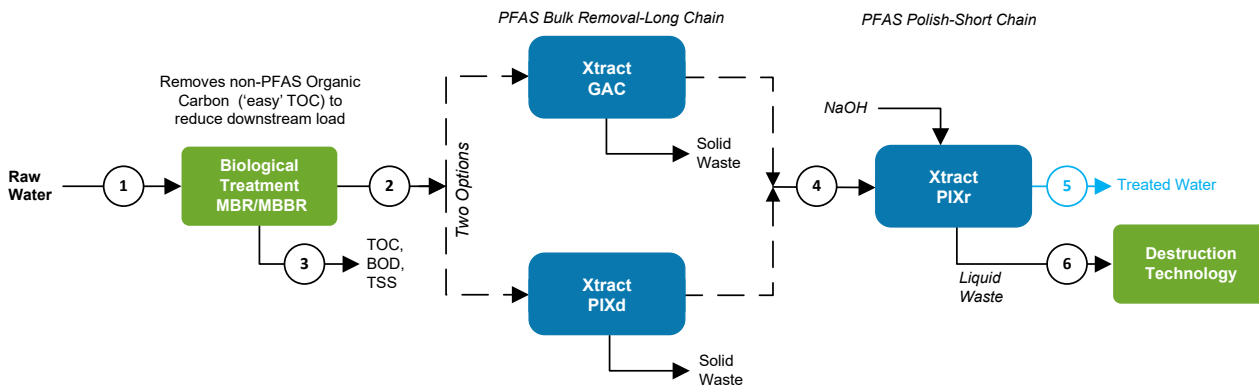 PFAS Bulk Removal-Long Chain
PFAS Polish-Short Chain
Removes non-PFAS Organic
Carbon (‘easy’ TOC) to
reduce downstream load
Raw
Water
1
Biological
Treatment
MBR/MBBR
2
3
TOC,
BOD,
TSS
Two Options
Xtract
GAC
Solid
Waste
Xtract
PIXd
Solid
Waste
4
NaOH
Xtract
PIXr
5
Treated Water
Liquid
Waste
6
Destruction
Technology